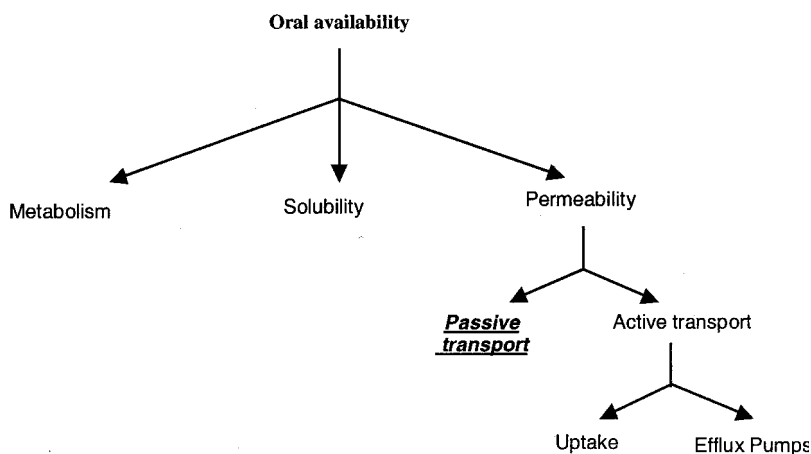 Oral availability
Metabolism
Solubility
Permeability
Passive
transport
Active transport
Uptake
Efflux Pumps